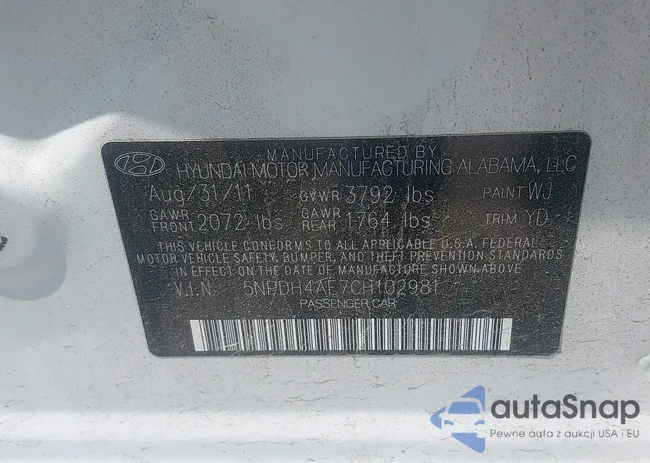 MANUFACTURED BY
HYUNDAI MOTOR MANUFACTURING ALABAMA, LLC
Aug/31/11 GVWR 3792 lbs PAINT WJ
GAWR FRONT 2072 lbs GAWR REAR 1764 lbs TRIM YD
THIS VEHICLE CONFORMS TO ALL APPLICABLE U.S.A. FEDERAL
MOTOR VEHICLE SAFETY, BUMPER, AND THEFT PREVENTION STANDARDS
IN EFFECT ON THE DATE OF MANUFACTURE SHOWN ABOVE.
V.I.N 5NPDH4AE7CH102981
PASSENGER CAR
autaSnap
Pewne auta z aukcji USA i EU